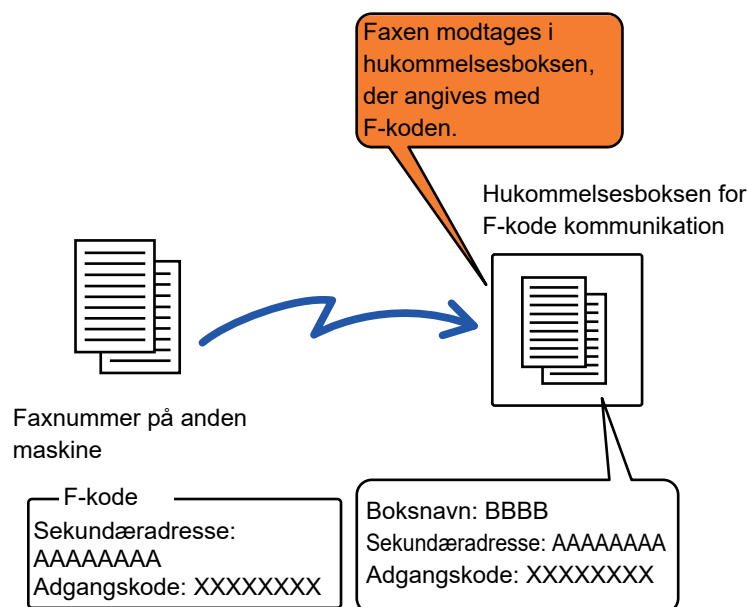 Faxen modtages i
hukommelsesboksen,
der angives med
F-koden.
Hukommelsesboksen for
F-kode kommunikation
Faxnummer på anden
maskine
F-kode
Sekundæradresse:
AAAAAAAA
Adgangskode: XXXXXXXX
Boksnavn: BBBB
Sekundæradresse: AAAAAAAA
Adgangskode: XXXXXXXX